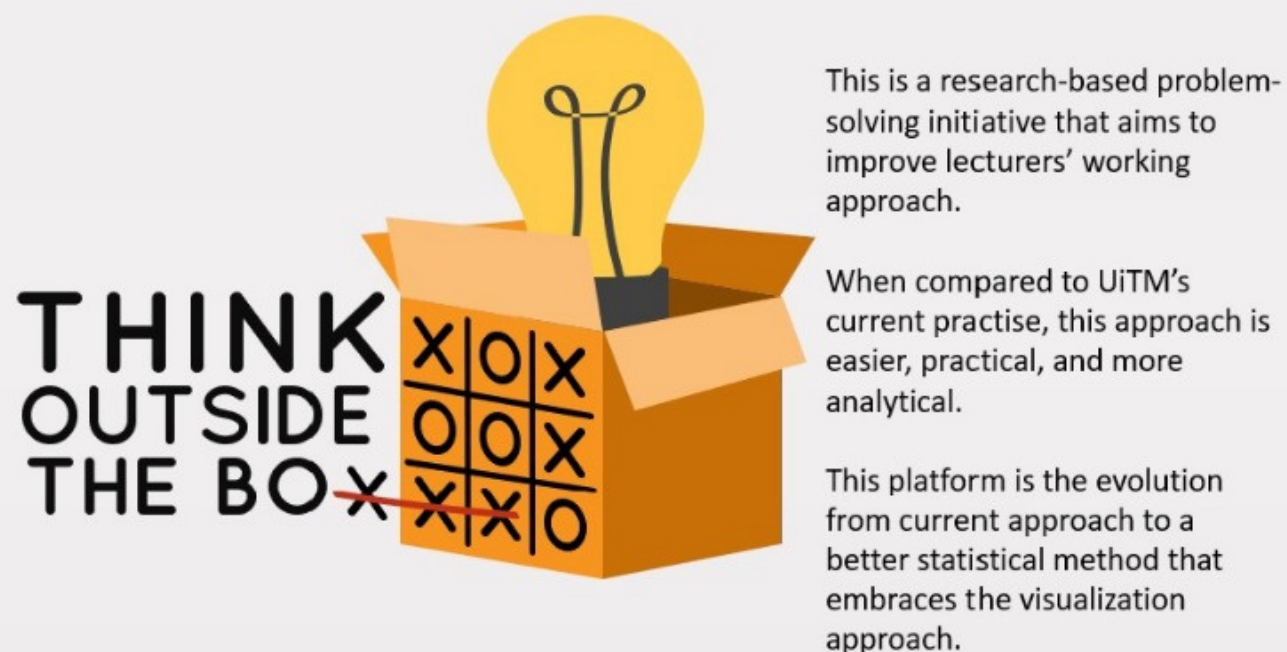 THINK
OUTSIDE
THE BOX
X O X
O O X
X X O
This is a research-based problem-
solving initiative that aims to
improve lecturers’ working
approach.
When compared to UiTM’s
current practise, this approach is
easier, practical, and more
analytical.
This platform is the evolution
from current approach to a
better statistical method that
embraces the visualization
approach.